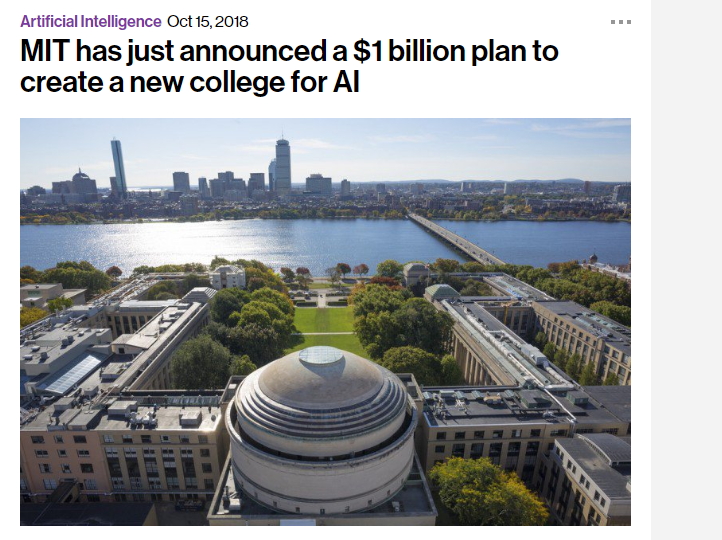 Artificial Intelligence Oct 15, 2018
MIT has just announced a $1 billion plan to
create a new college for AI